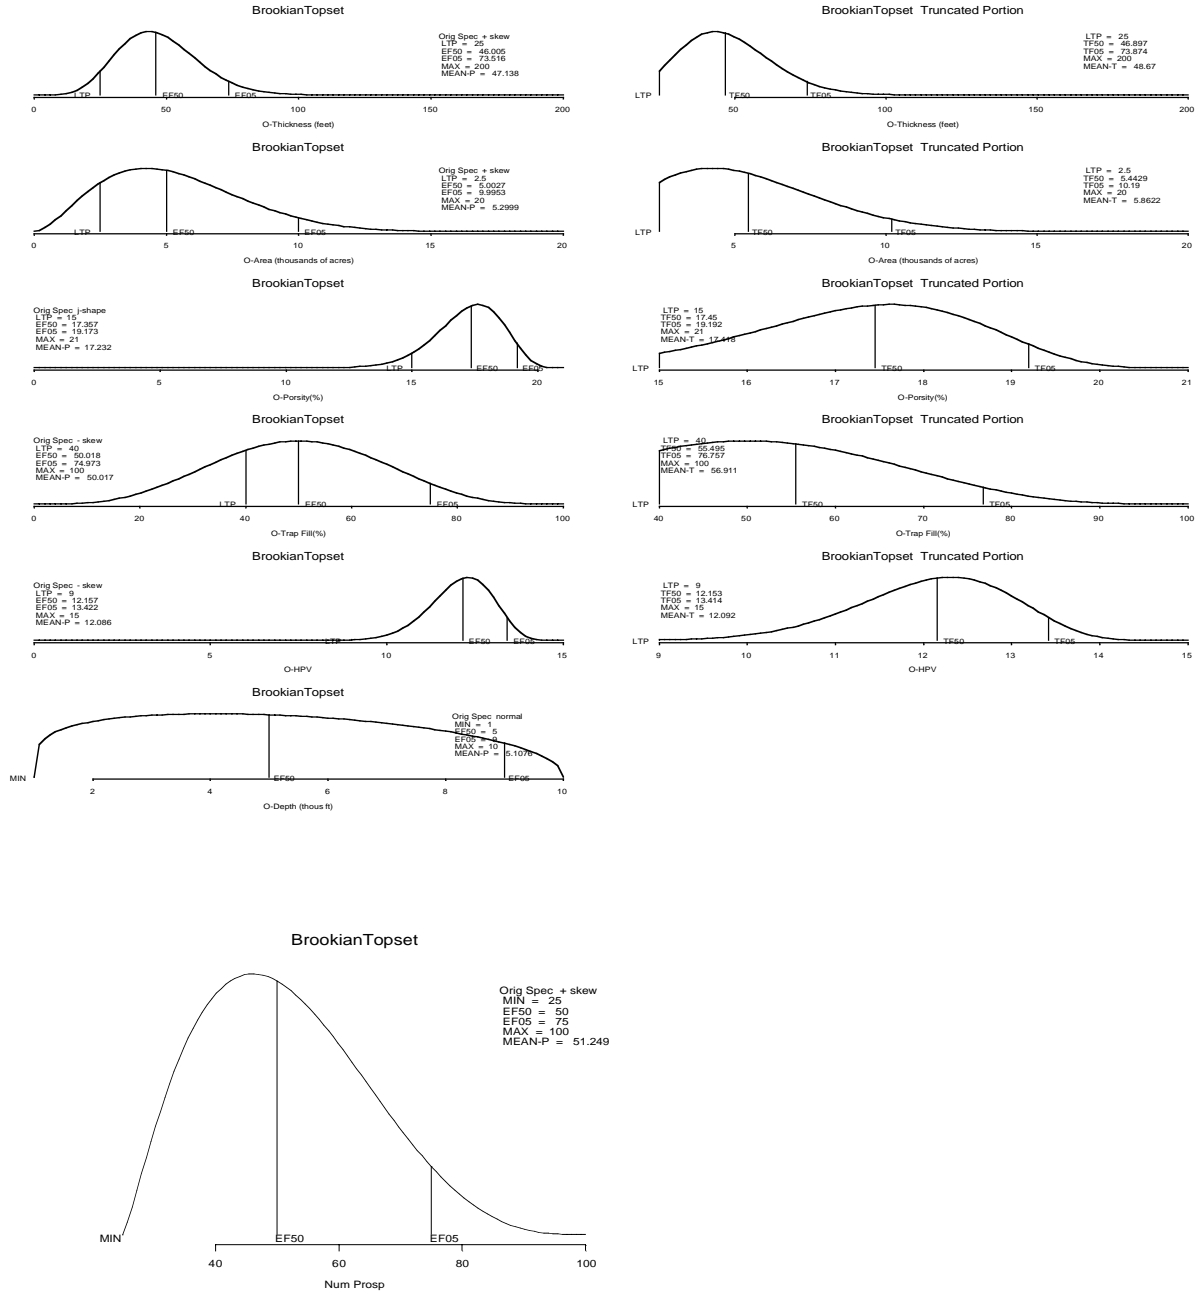 BrookianTopset
Orig Spec + skew
LTP = 25
EF50 = 46.005
EF05 = 73.516
MAX = 200
MEAN-P = 47.138
LTP EF50 EF05
0 50 100 150 200
O-Thickness (feet)
BrookianTopset Truncated Portion
LTP = 25
TF50 = 46.897
TF05 = 73.874
MAX = 200
MEAN-T = 48.67
LTP TF50 TF05
50 100 150 200
O-Thickness (feet)
BrookianTopset
Orig Spec + skew
LTP = 2.5
EF50 = 5.0027
EF05 = 9.9953
MAX = 20
MEAN-P = 5.2999
LTP EF50 EF05
0 5 10 15 20
O-Area (thousands of acres)
BrookianTopset Truncated Portion
LTP = 2.5
TF50 = 5.4429
TF05 = 10.19
MAX = 20
MEAN-T = 5.8622
LTP TF50 TF05
5 10 15 20
O-Area (thousands of acres)
BrookianTopset
Orig Spec j-shape
LTP = 15
EF50 = 17.357
EF05 = 19.173
MAX = 21
MEAN-P = 17.232
LTP EF50 EF05
0 5 10 15 20
O-Porsity(%)
BrookianTopset Truncated Portion
LTP = 15
TF50 = 17.45
TF05 = 19.192
MAX = 21
MEAN-T = 17.418
LTP TF50 TF05
15 16 17 18 19 20 21
O-Porsity(%)
BrookianTopset
Orig Spec - skew
LTP = 40
EF50 = 50.018
EF05 = 74.973
MAX = 100
MEAN-P = 50.017
LTP EF50 EF05
0 20 40 60 80 100
O-Trap Fill(%)
BrookianTopset Truncated Portion
LTP = 40
TF50 = 55.495
TF05 = 76.757
MAX = 100
MEAN-T = 56.911
LTP TF50 TF05
40 50 60 70 80 90 100
O-Trap Fill(%)
BrookianTopset
Orig Spec - skew
LTP = 9
EF50 = 12.157
EF05 = 13.422
MAX = 15
MEAN-P = 12.086
LTP EF50 EF05
0 5 10 15
O-HPV
BrookianTopset Truncated Portion
LTP = 9
TF50 = 12.153
TF05 = 13.414
MAX = 15
MEAN-T = 12.092
LTP TF50 TF05
9 10 11 12 13 14 15
O-HPV
BrookianTopset
Orig Spec normal
MIN = 1
EF50 = 5
EF05 = 9
MAX = 10
MEAN-P = 5.1076
MIN EF50 EF05
2 4 6 8 10
O-Depth (thous ft)
BrookianTopset
Orig Spec + skew
MIN = 25
EF50 = 50
EF05 = 75
MAX = 100
MEAN-P = 51.249
MIN EF50 EF05
40 60 80 100
Num Prosp